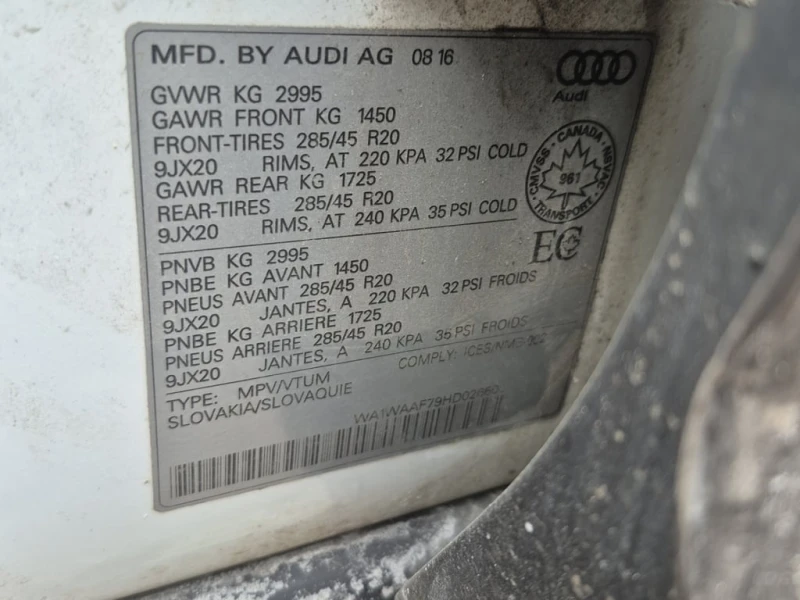 MFD. BY AUDI AG 08 16
Audi
GVWR KG 2995
GAWR FRONT KG 1450
FRONT-TIRES 285/45 R20
9JX20 RIMS, AT 220 KPA 32 PSI COLD
GAWR REAR KG 1725
REAR-TIRES 285/45 R20
9JX20 RIMS, AT 240 KPA 35 PSI COLD
CANADA
CMVSS NSVAC
961
TRANSPORT
EC
PNVB KG 2995
PNBE KG AVANT 1450
PNEUS AVANT 285/45 R20
9JX20 JANTES, A 220 KPA 32 PSI FROIDS
PNBE KG ARRIERE 1725
PNEUS ARRIERE 285/45 R20
9JX20 JANTES, A 240 KPA 35 PSI FROIDS
TYPE: MPV/VTUM COMPLY:
SLOVAKIA/SLOVAQUIE